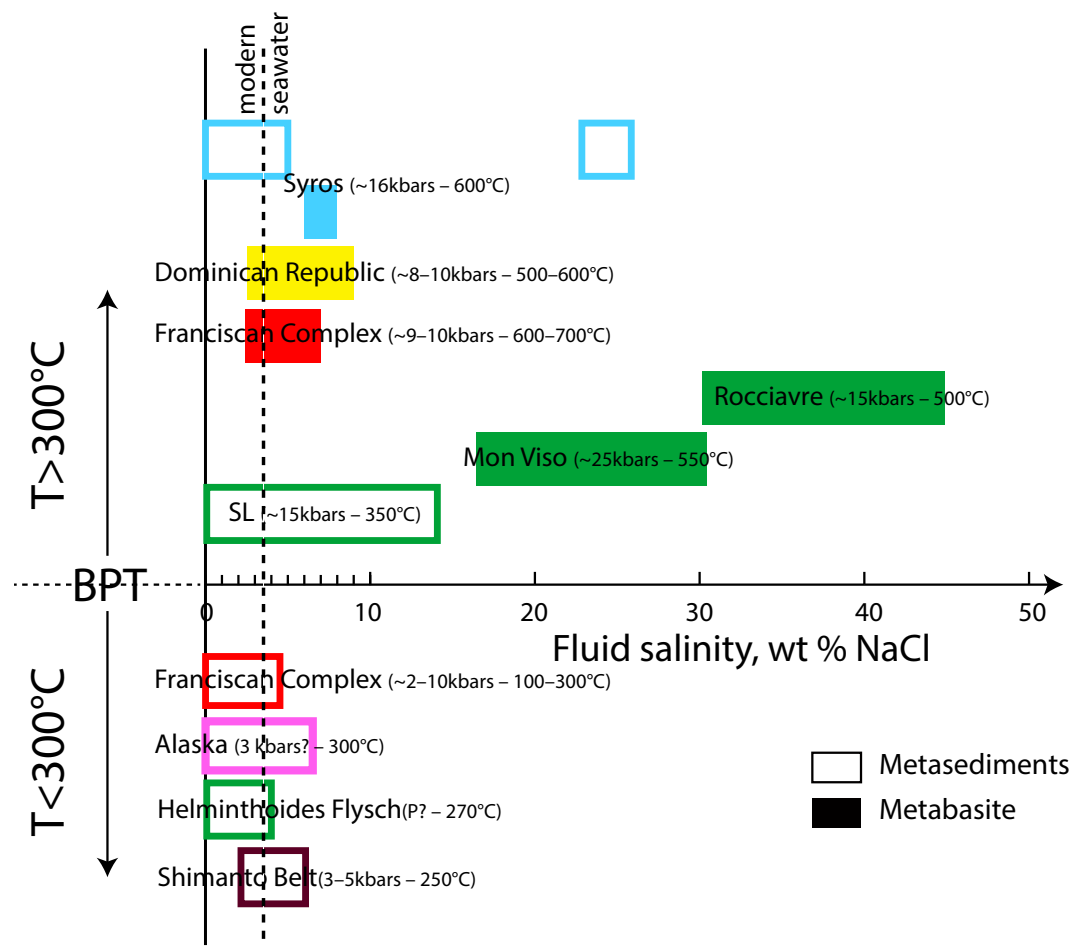 modern
seawater
Syros (~16kbars – 600°C)
Dominican Republic (~8–10kbars – 500–600°C)
Franciscan Complex (~9–10kbars – 600–700°C)
Rocciavre (~15kbars – 500°C)
Mon Viso (~25kbars – 550°C)
SL (~15kbars – 350°C)
T>300°C
BPT
0 10 20 30 40 50
Fluid salinity, wt % NaCl
T<300°C
Franciscan Complex (~2–10kbars – 100–300°C)
Alaska (3 kbars? – 300°C)
Helminthoides Flysch(P? – 270°C)
Shimanto Belt(3–5kbars – 250°C)
Metasediments
Metabasite